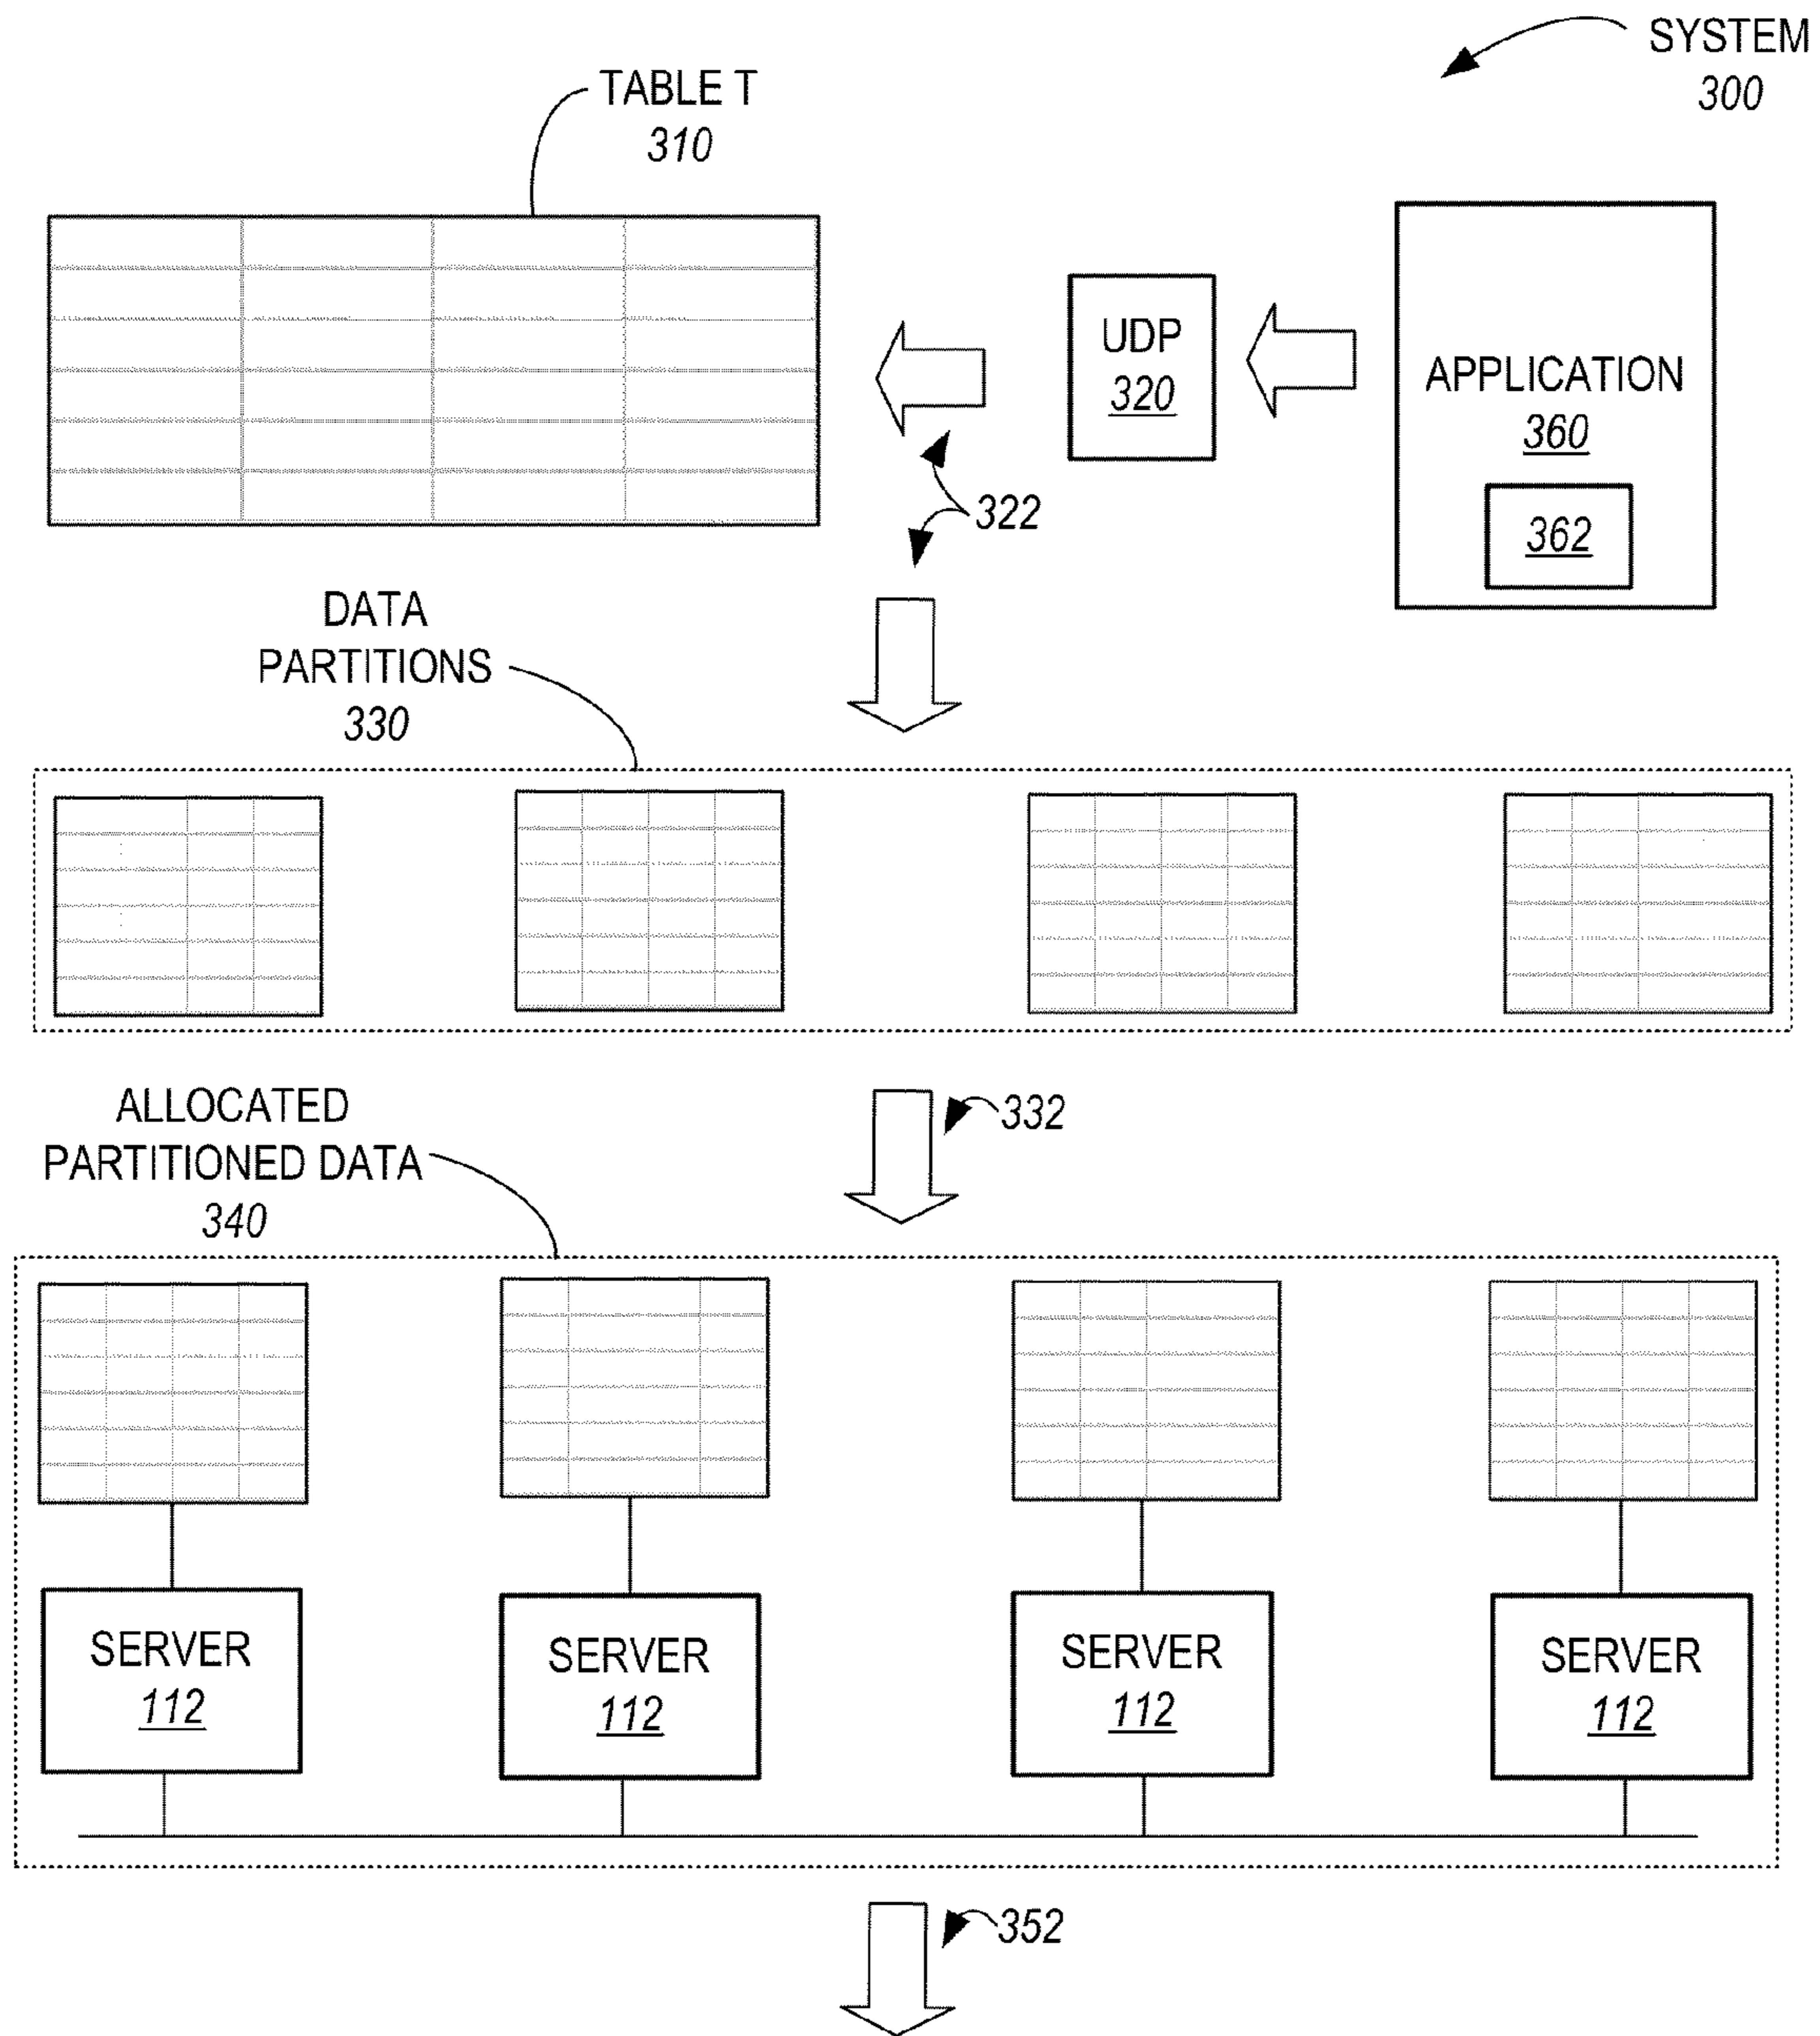 SYSTEM
300
TABLE T
310
UDP
320
APPLICATION
360
362
322
DATA
PARTITIONS
330
332
ALLOCATED
PARTITIONED DATA
340
SERVER
112
SERVER
112
SERVER
112
SERVER
112
352